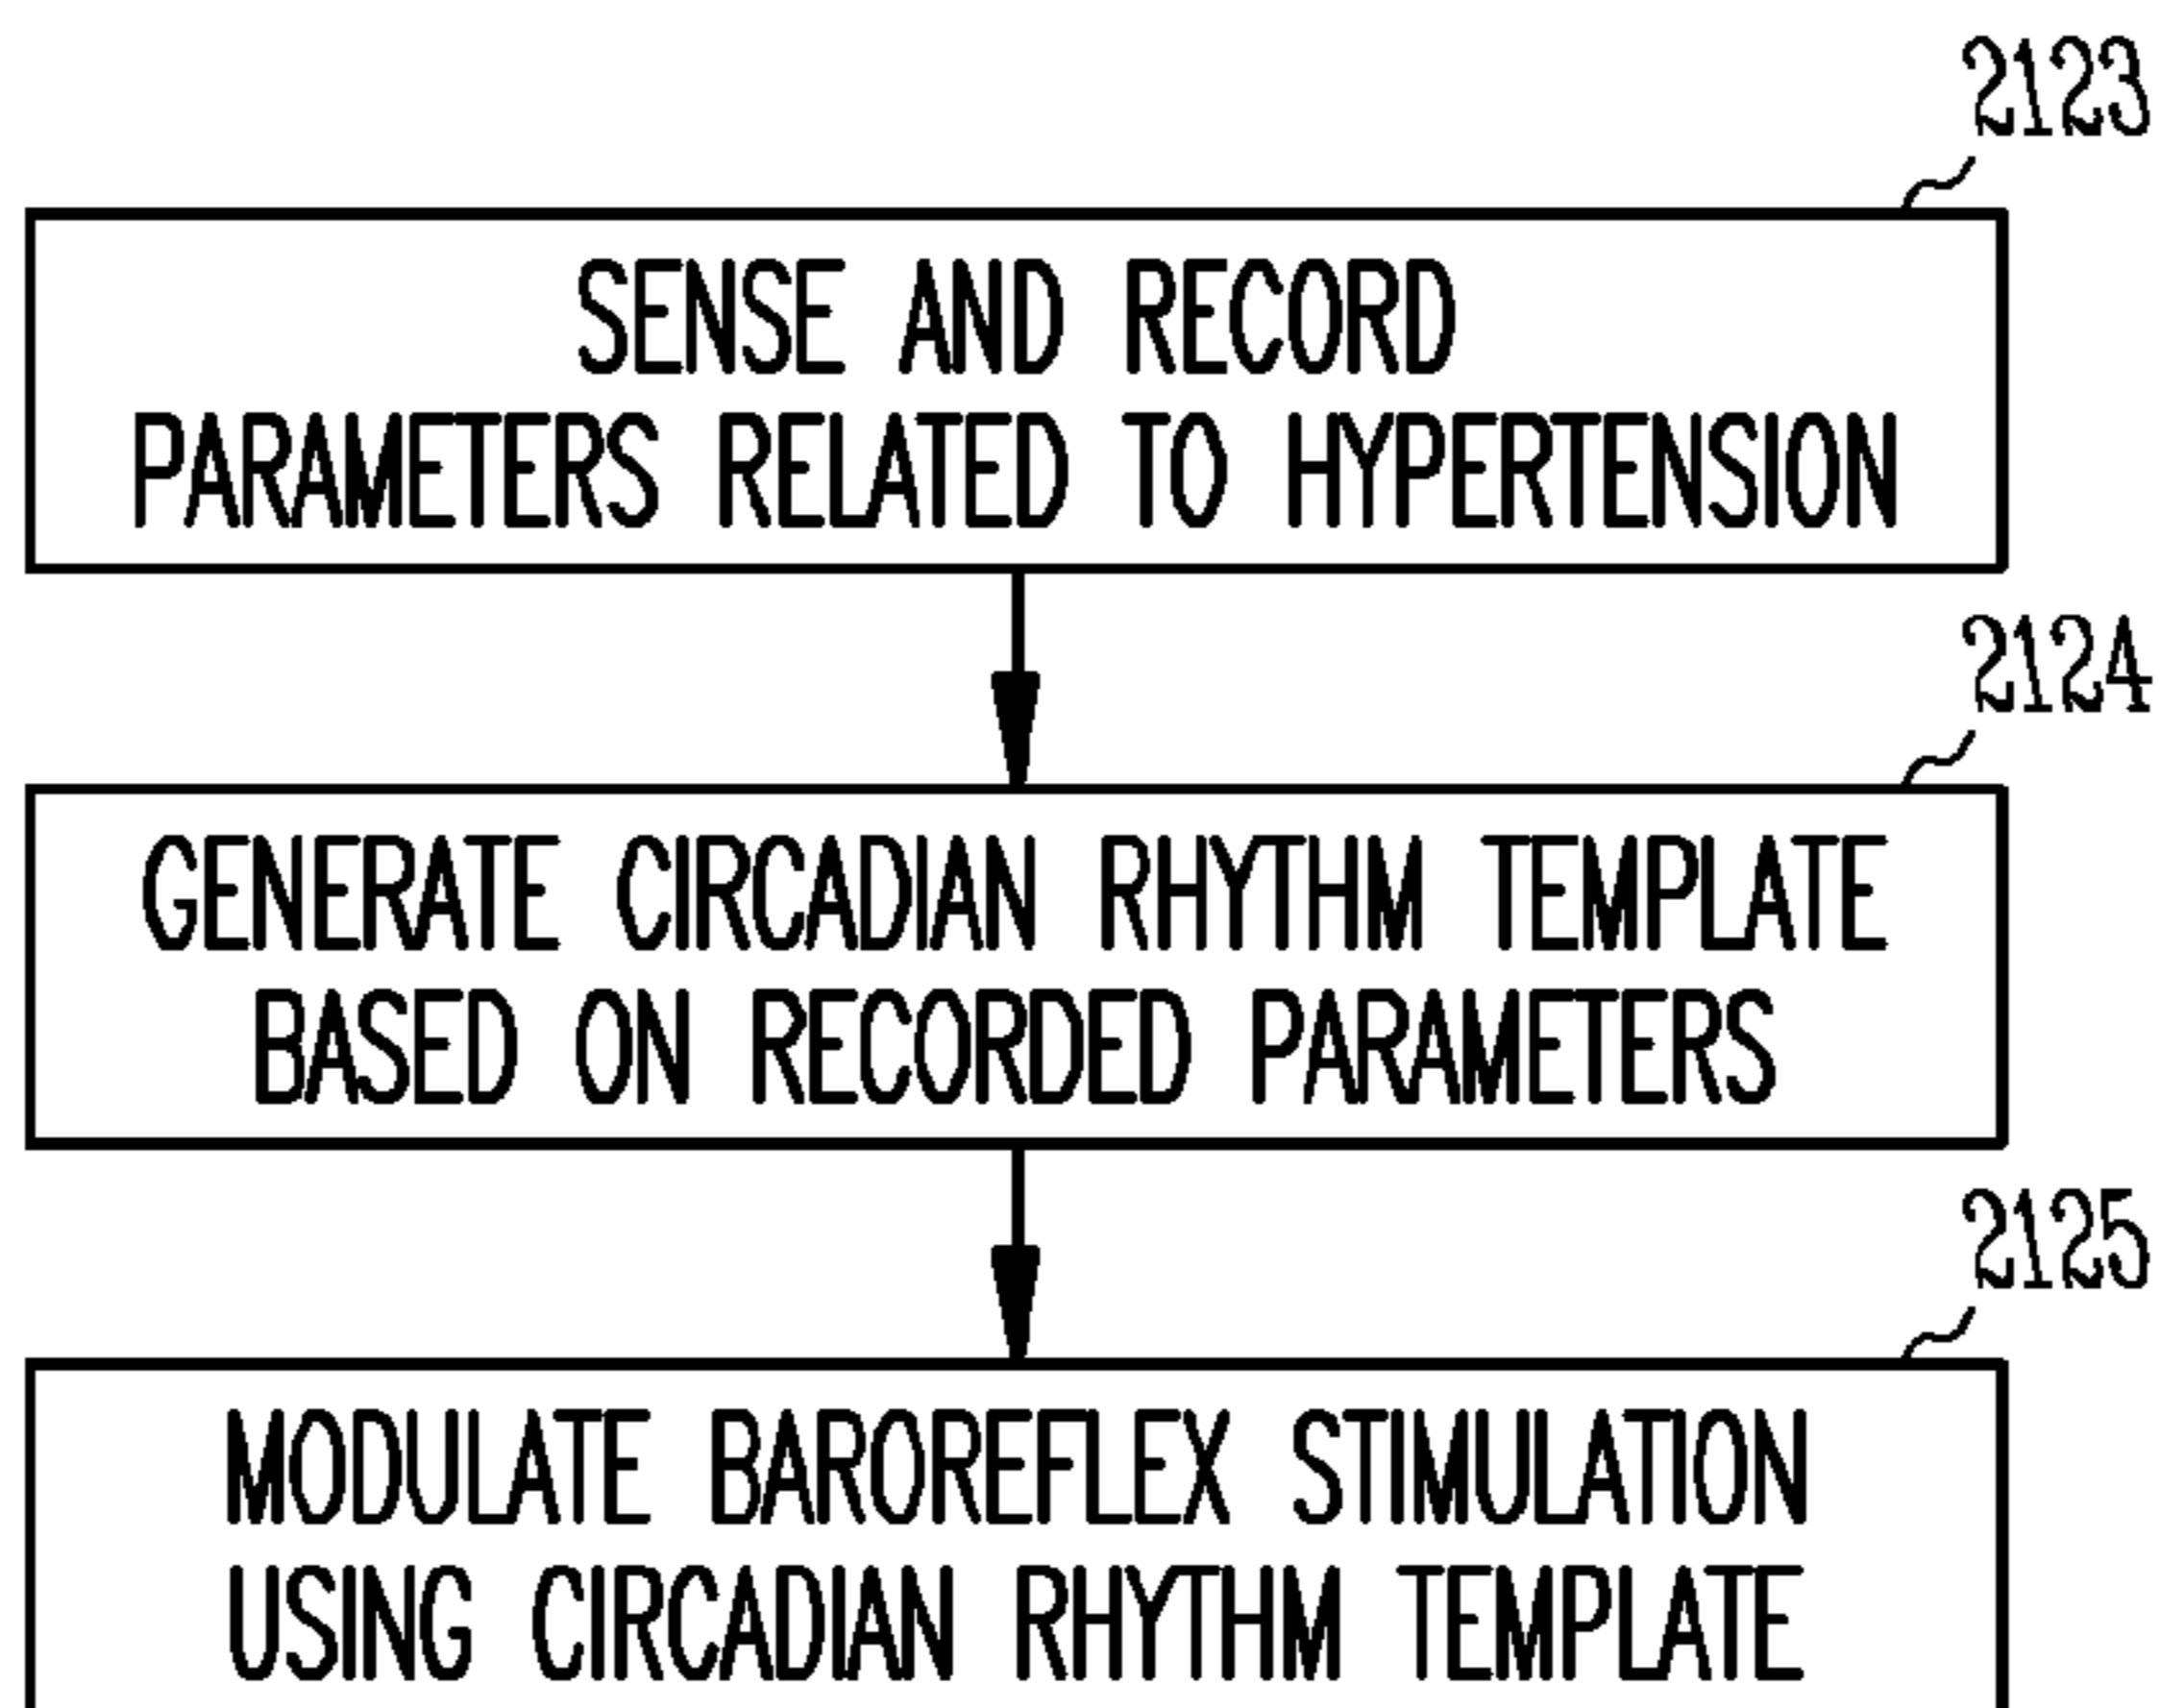 2123
SENSE AND RECORD
PARAMETERS RELATED TO HYPERTENSION
2124
GENERATE CIRCADIAN RHYTHM TEMPLATE
BASED ON RECORDED PARAMETERS
2125
MODULATE BAROREFLEX STIMULATION
USING CIRCADIAN RHYTHM TEMPLATE